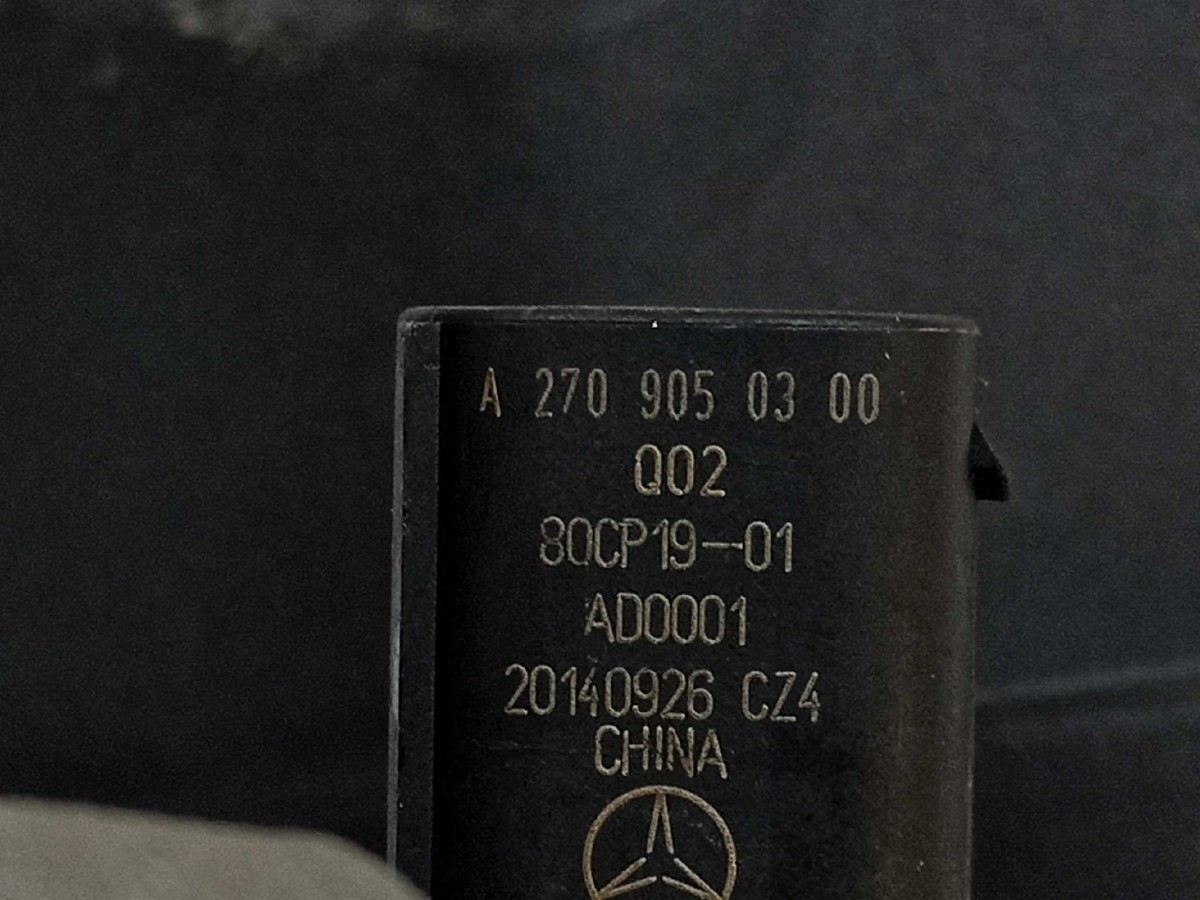 A 270 905 03 00
Q02
80CP19-01
AD0001
20140926 CZ4
CHINA